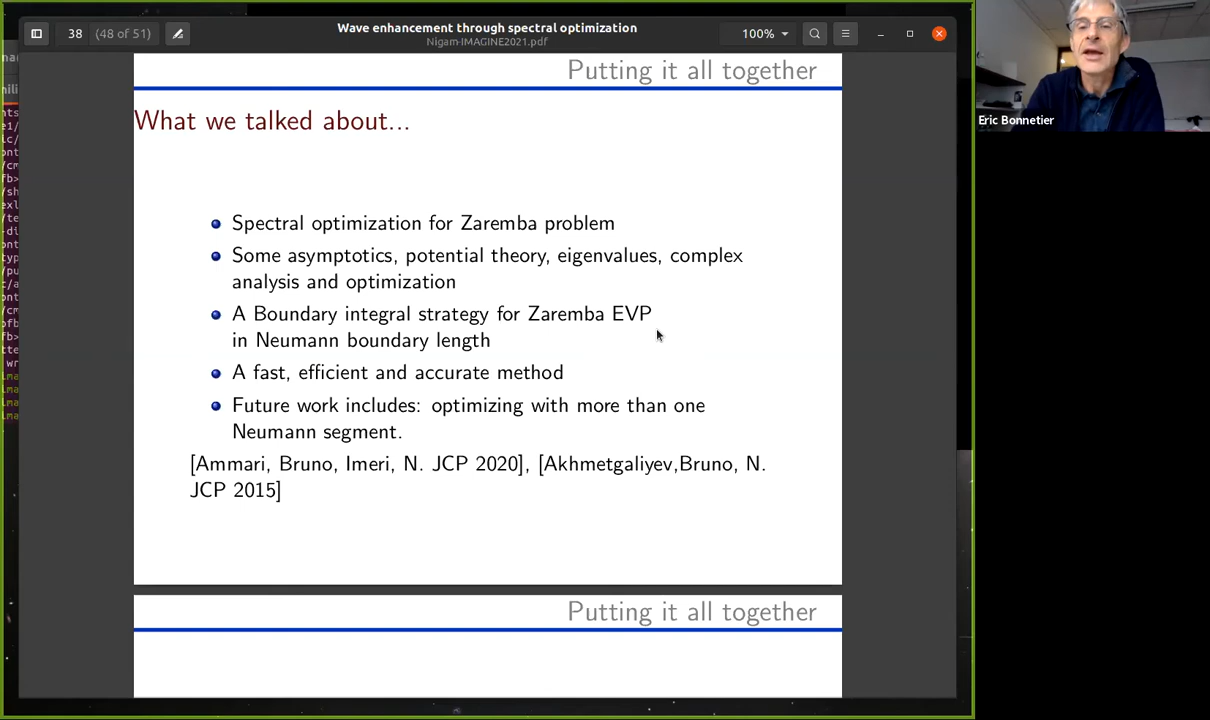 38 (48 of 51)
Wave enhancement through spectral optimization
Nigam-IMAGINE2021.pdf
100%
Putting it all together
What we talked about...
Spectral optimization for Zaremba problem
Some asymptotics, potential theory, eigenvalues, complex
analysis and optimization
A Boundary integral strategy for Zaremba EVP
in Neumann boundary length
A fast, efficient and accurate method
Future work includes: optimizing with more than one
Neumann segment.
[Ammari, Bruno, Imeri, N. JCP 2020], [Akhmetgaliyev,Bruno, N.
JCP 2015]
Putting it all together
Eric Bonnetier